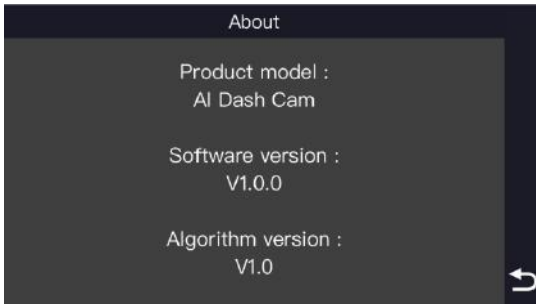 About
Product model :
AI Dash Cam
Software version :
V1.0.0
Algorithm version :
V1.0